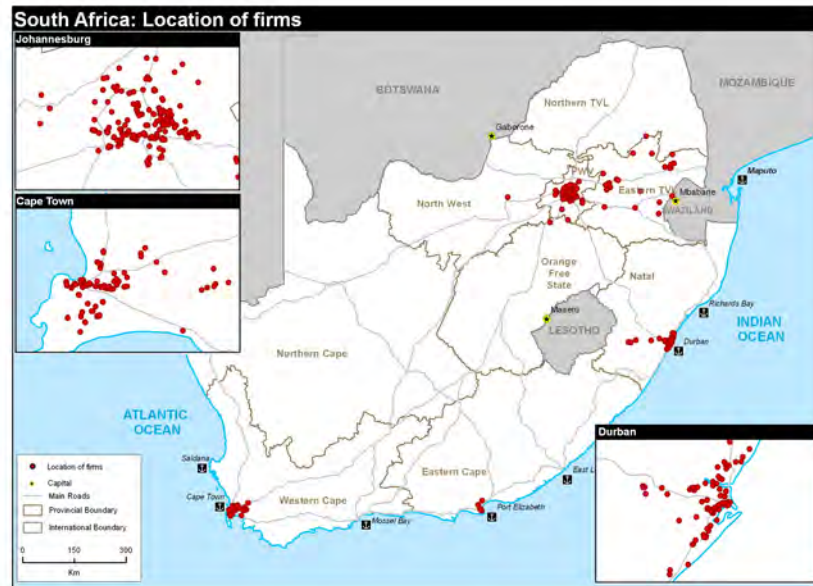 South Africa: Location of firms
Johannesburg
Cape Town
BOTSWANA
MOZAMBIQUE
Northern TVL
Gaborone
PWV
Eastern TVL
Mbabane
SWAZILAND
Maputo
North West
Orange
Free
State
Natal
Maseru
LESOTHO
Richards Bay
INDIAN
OCEAN
Durban
Northern Cape
ATLANTIC
OCEAN
Saldana
Cape Town
Western Cape
Eastern Cape
Mossel Bay
Port Elizabeth
East L
Durban
Location of firms
Capital
Main Roads
Provincial Boundary
International Boundary
0 150 300
Km